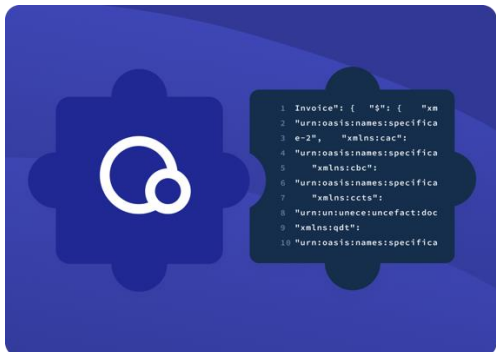 1 Invoice": { "$": { "xm
2 "urn:oasis:names:specifica
3 e-2", "xmlns:cac":
4 "urn:oasis:names:specifica
5 "xmlns:cbc":
6 "urn:oasis:names:specifica
7 "xmlns:ccts":
8 "urn:un:unece:uncefact:doc
9 "xmlns:qdt":
10 "urn:oasis:names:specifica